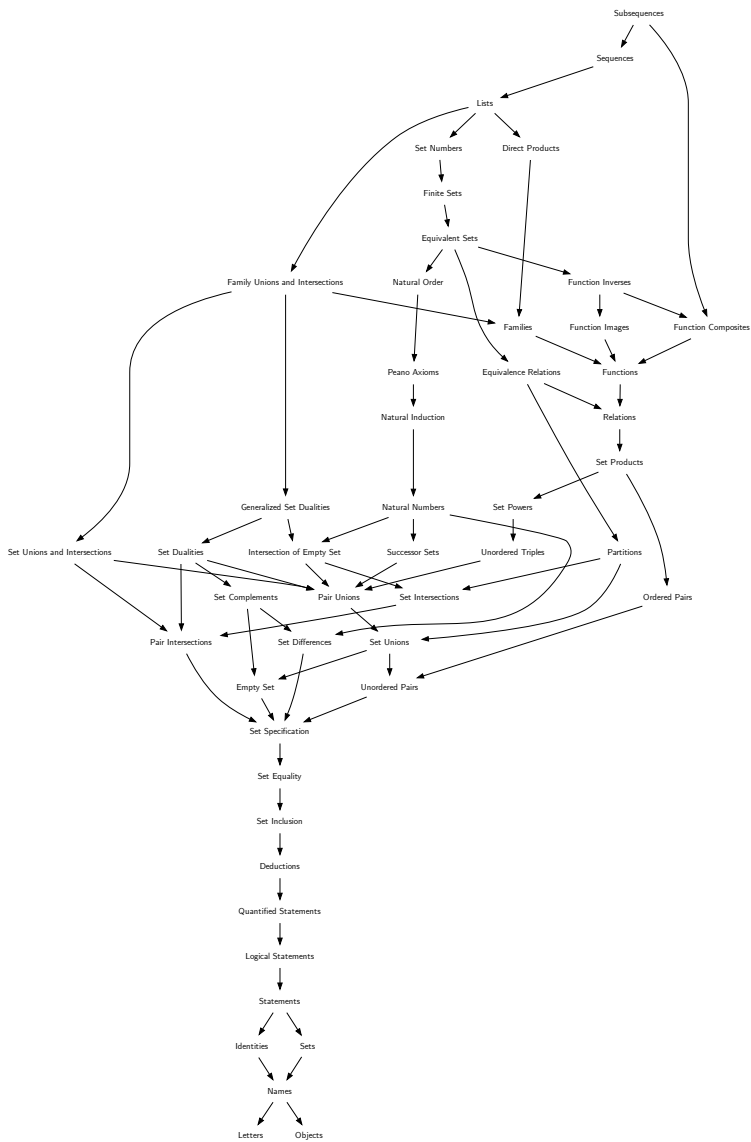 Subsequences
Sequences
Lists
Set Numbers
Direct Products
Finite Sets
Equivalent Sets
Family Unions and Intersections
Natural Order
Function Inverses
Families
Function Images
Function Composites
Peano Axioms
Equivalence Relations
Functions
Natural Induction
Relations
Set Products
Generalized Set Dualities
Natural Numbers
Set Powers
Set Unions and Intersections
Set Dualities
Intersection of Empty Set
Successor Sets
Unordered Triples
Partitions
Set Complements
Pair Unions
Set Intersections
Ordered Pairs
Pair Intersections
Set Differences
Set Unions
Empty Set
Unordered Pairs
Set Specification
Set Equality
Set Inclusion
Deductions
Quantified Statements
Logical Statements
Statements
Identities
Sets
Names
Letters
Objects